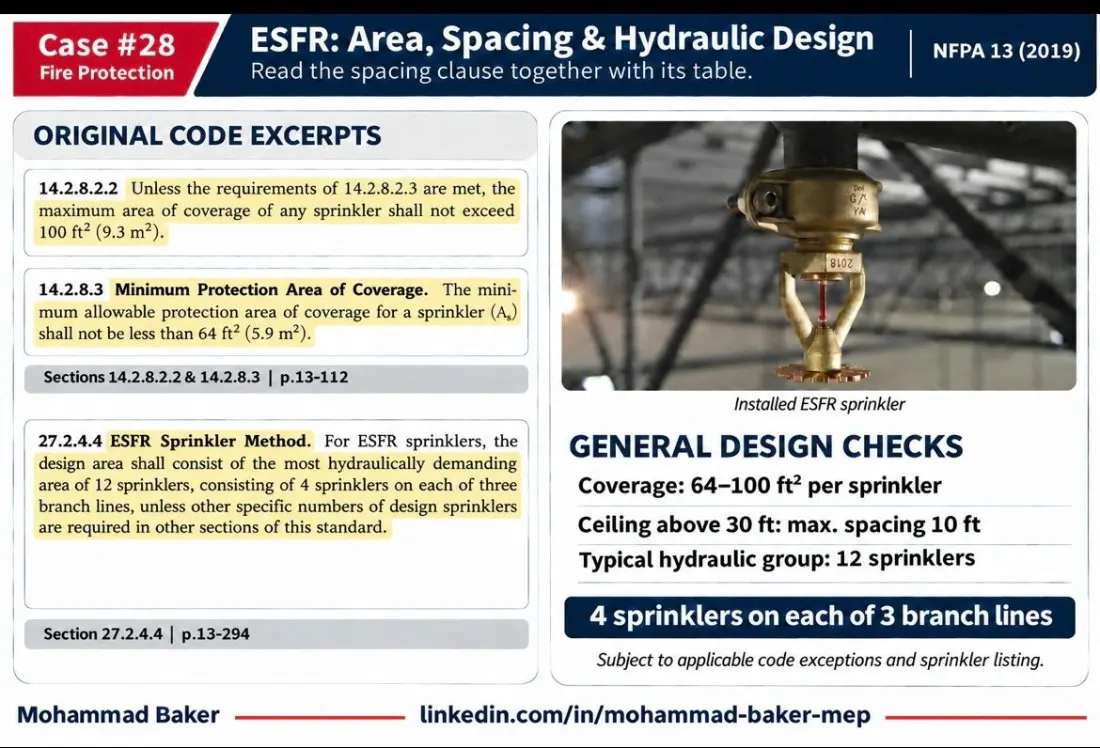 Case #28
Fire Protection
ESFR: Area, Spacing & Hydraulic Design
Read the spacing clause together with its table.
NFPA 13 (2019)
ORIGINAL CODE EXCERPTS
14.2.8.2.2 Unless the requirements of 14.2.8.2.3 are met, the
maximum area of coverage of any sprinkler shall not exceed
100 ft² (9.3 m²).
14.2.8.3 Minimum Protection Area of Coverage. The mini-
mum allowable protection area of coverage for a sprinkler (Aₛ)
shall not be less than 64 ft² (5.9 m²).
Sections 14.2.8.2.2 & 14.2.8.3 | p.13-112
27.2.4.4 ESFR Sprinkler Method. For ESFR sprinklers, the
design area shall consist of the most hydraulically demanding
area of 12 sprinklers, consisting of 4 sprinklers on each of three
branch lines, unless other specific numbers of design sprinklers
are required in other sections of this standard.
Section 27.2.4.4 | p.13-294
2018
Installed ESFR sprinkler
GENERAL DESIGN CHECKS
Coverage: 64–100 ft² per sprinkler
Ceiling above 30 ft: max. spacing 10 ft
Typical hydraulic group: 12 sprinklers
4 sprinklers on each of 3 branch lines
Subject to applicable code exceptions and sprinkler listing.
Mohammad Baker
linkedin.com/in/mohammad-baker-mep